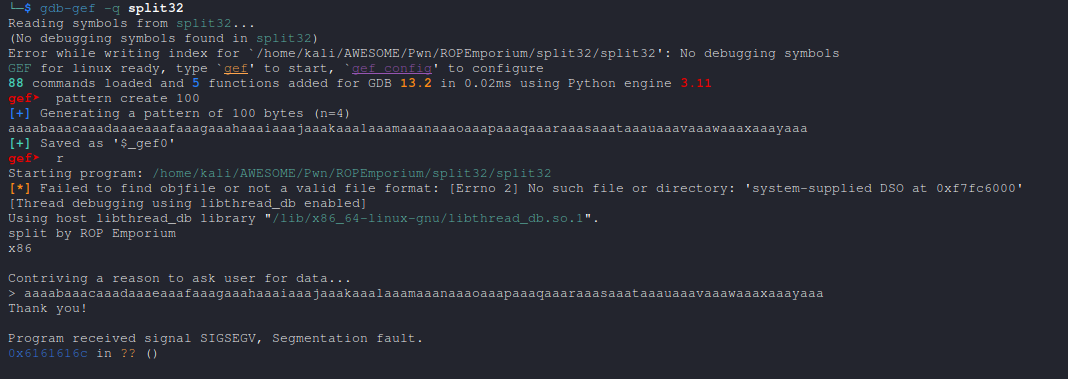 └─$ gdb-gef -q split32
Reading symbols from split32...
(No debugging symbols found in split32)
Error while writing index for `/home/kali/AWESOME/Pwn/ROPEmporium/split32/split32': No debugging symbols
GEF for linux ready, type `gef' to start, `gef config' to configure
88 commands loaded and 5 functions added for GDB 13.2 in 0.02ms using Python engine 3.11
gef➤  pattern create 100
[+] Generating a pattern of 100 bytes (n=4)
aaaabaaacaaadaaaeaaafaaagaaahaaaiaaajaaakaaalaaamaaanaaaoaaapaaaqaaaraaasaaataaauaaavaaawaaaxaaayaaa
[+] Saved as '$_gef0'
gef➤  r
Starting program: /home/kali/AWESOME/Pwn/ROPEmporium/split32/split32
[*] Failed to find objfile or not a valid file format: [Errno 2] No such file or directory: 'system-supplied DSO at 0xf7fc6000'
[Thread debugging using libthread_db enabled]
Using host libthread_db library "/lib/x86_64-linux-gnu/libthread_db.so.1".
split by ROP Emporium
x86
Contriving a reason to ask user for data...
> aaaabaaacaaadaaaeaaafaaagaaahaaaiaaajaaakaaalaaamaaanaaaoaaapaaaqaaaraaasaaataaauaaavaaawaaaxaaayaaa
Thank you!
Program received signal SIGSEGV, Segmentation fault.
0x6161616c in ?? ()